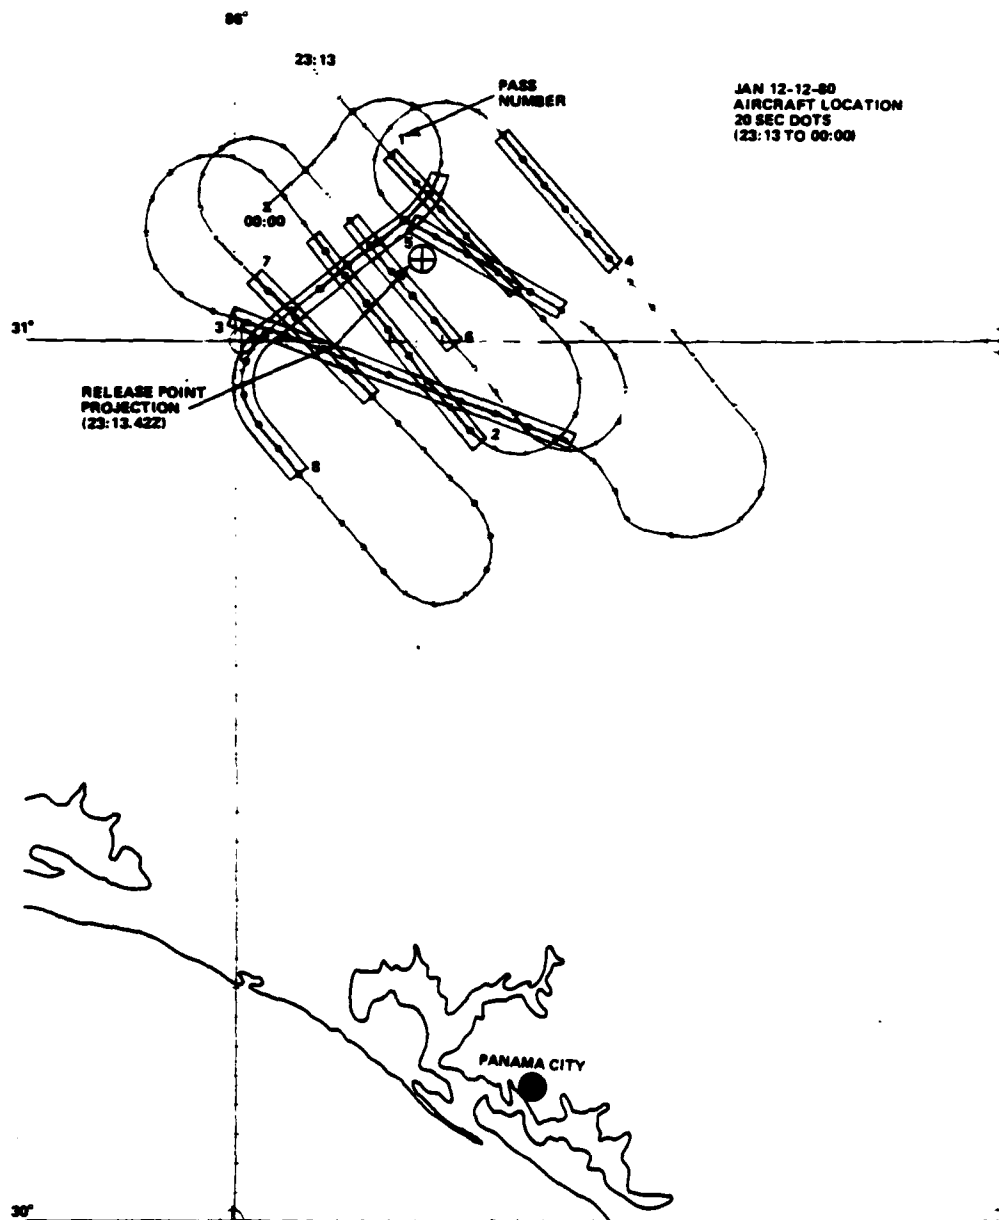 86°
23:13
PASS
NUMBER
JAN 12-12-80
AIRCRAFT LOCATION
20 SEC DOTS
(23:13 TO 00:00)
1
00:00
5
4
7
31°
3
6
RELEASE POINT
PROJECTION
(23:13.42Z)
2
8
PANAMA CITY
30°